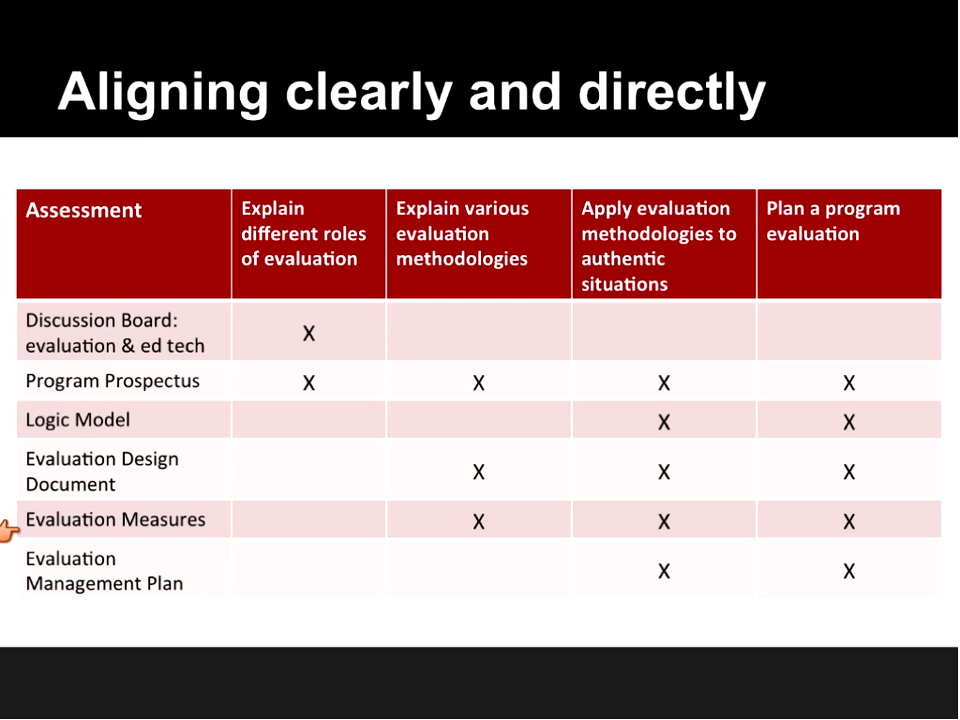 Aligning clearly and directly
Assessment
Explain
different roles
of evaluation
Explain various
evaluation
methodologies
Apply evaluation
methodologies to
authentic
situations
Plan a program
evaluation
Discussion Board:
evaluation & ed tech
X
Program Prospectus
X
X
X
X
Logic Model
X
X
Evaluation Design
Document
X
X
X
Evaluation Measures
X
X
X
Evaluation
Management Plan
X
X